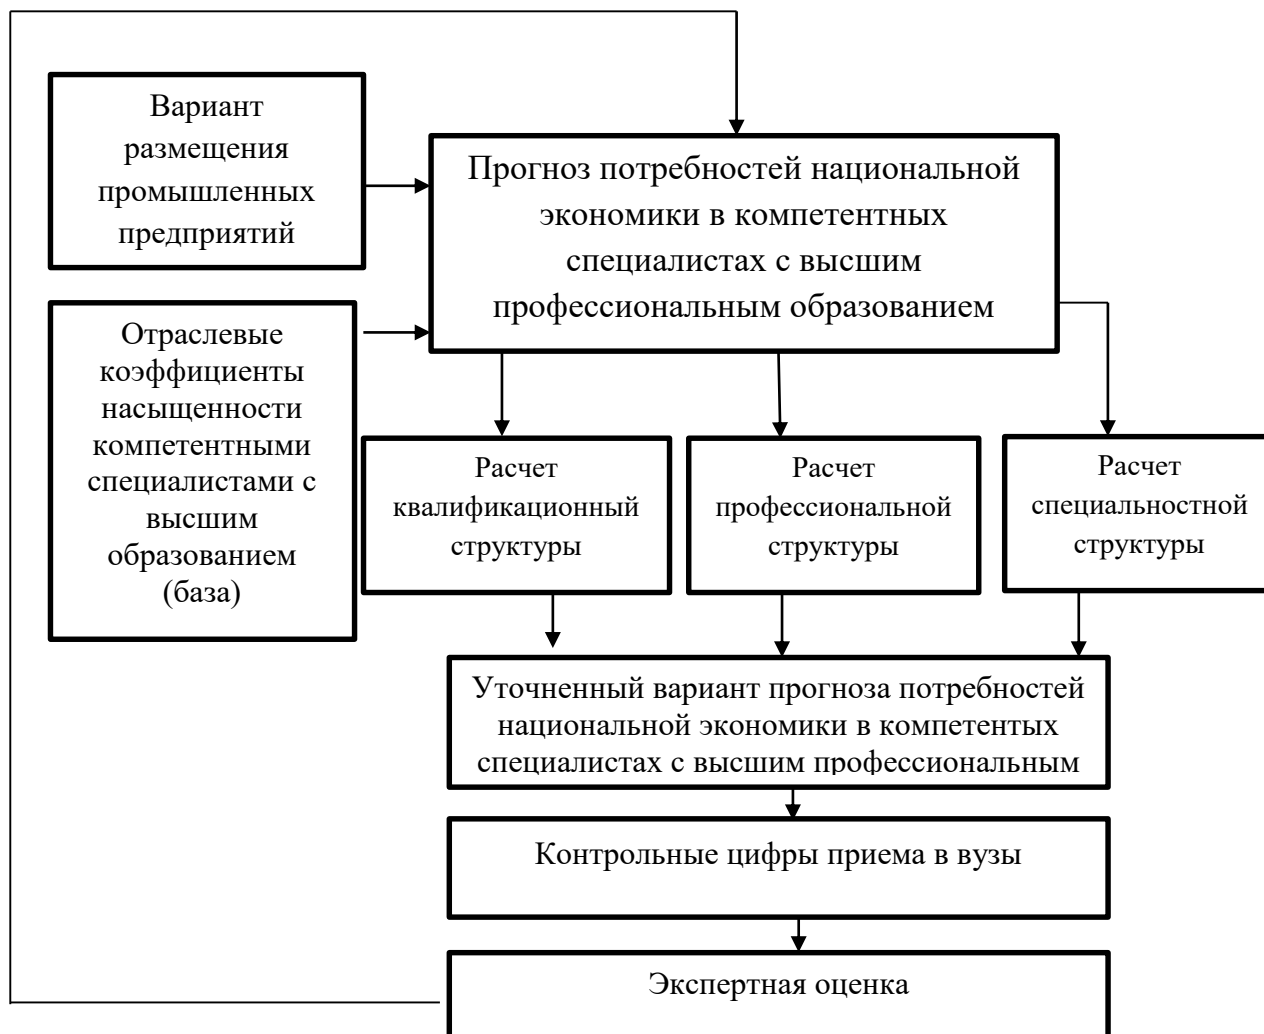 Вариант
размещения
промышленных
предприятий
Прогноз потребностей национальной
экономики в компетентных
специалистах с высшим
профессиональным образованием
Отраслевые
коэффициенты
насыщенности
компетентными
специалистами с
высшим
образованием
(база)
Расчет
квалификационный
структуры
Расчет
профессиональной
структуры
Расчет
специальностной
структуры
Уточненный вариант прогноза потребностей
национальной экономики в компетентых
специалистах с высшим профессиональным
Контрольные цифры приема в вузы
Экспертная оценка